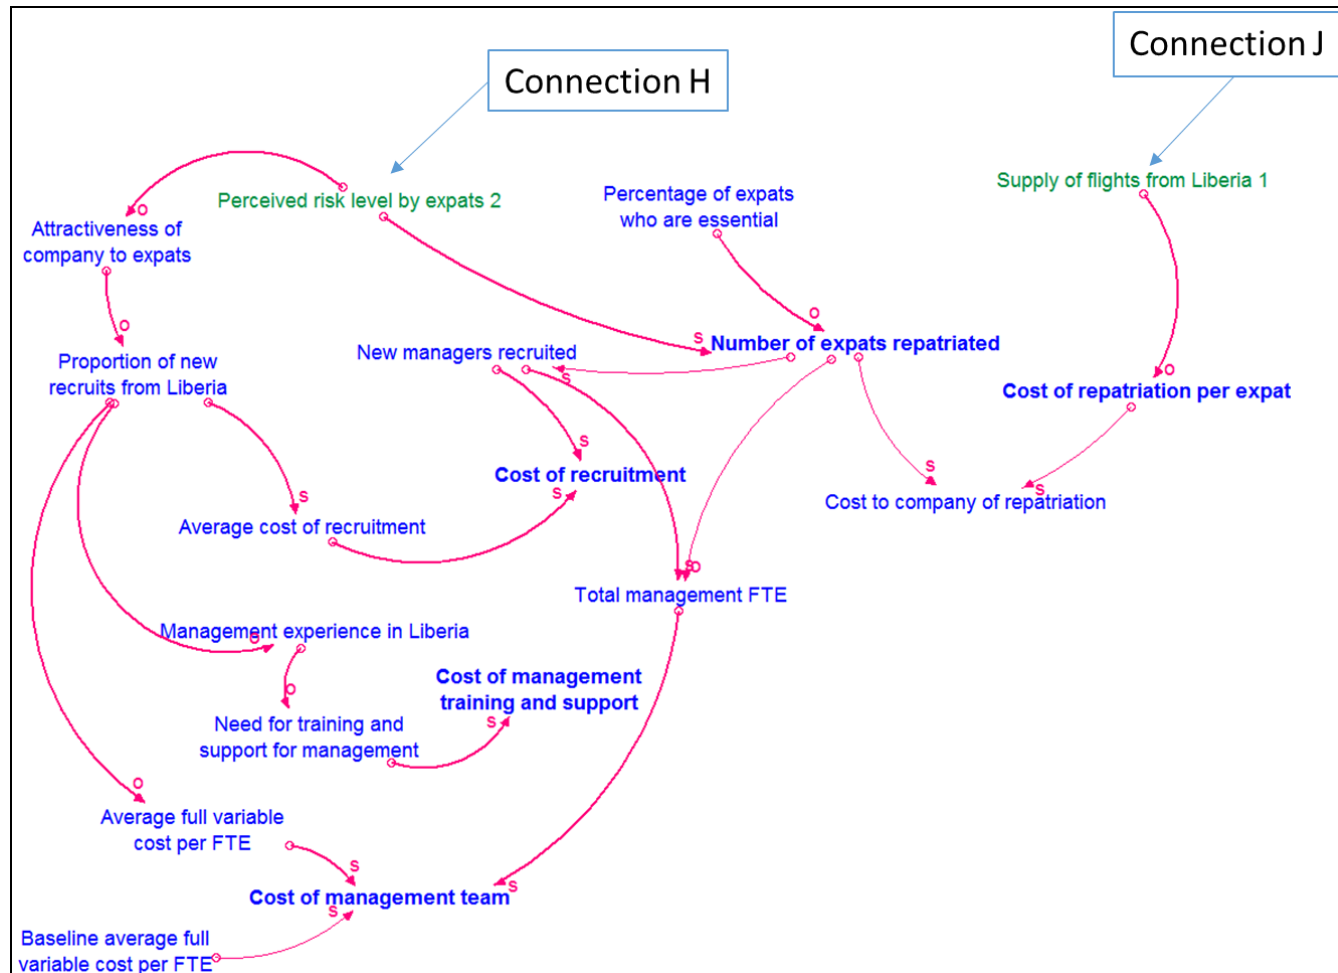 Connection H
Connection J
Perceived risk level by expats 2
Percentage of expats
who are essential
Supply of flights from Liberia 1
o
Attractiveness of
company to expats
o
o
s
Number of expats repatriated
New managers recruited
s
Proportion of new
recruits from Liberia
o
Cost of repatriation per expat
s
Cost of recruitment
s
s
s
s
Cost to company of repatriation
Average cost of recruitment
s
o
Total management FTE
Management experience in Liberia
o
Cost of management
training and support
o
Need for training and
support for management
s
o
Average full variable
cost per FTE
s
Cost of management team
s
s
Baseline average full
variable cost per FTE